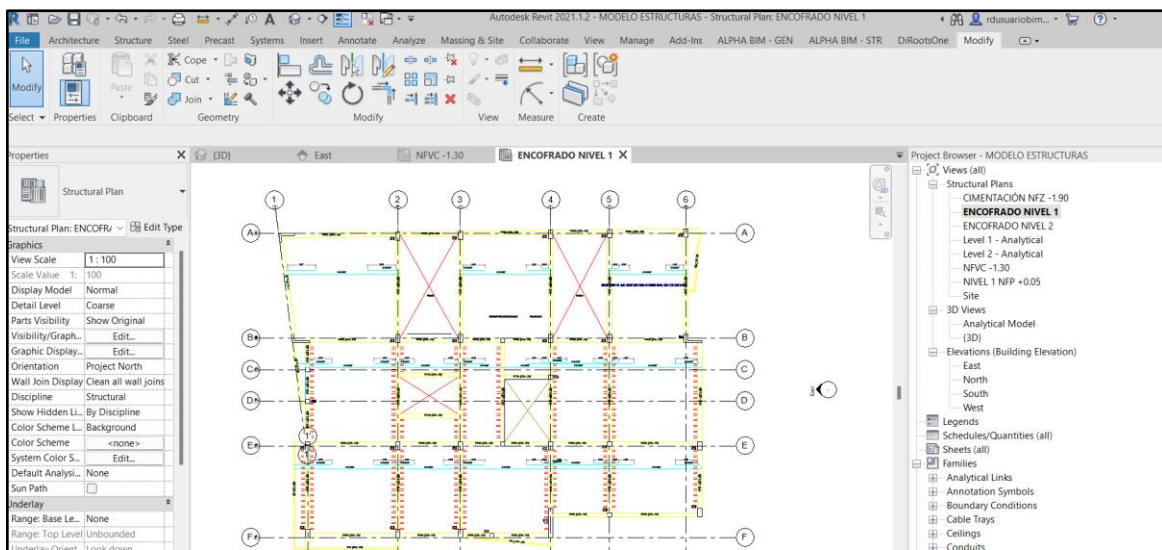 Autodesk Revit 2021.1.2 - MODELO ESTRUCTURAS - Structural Plan: ENCOFRADO NIVEL 1
rdusuariobim...
File Architecture Structure Steel Precast Systems Insert Annotate Analyze Massing & Site Collaborate View Manage Add-Ins ALPHA BIM - GEN ALPHA BIM - STR DiRootsOne Modify
Modify
Paste
Cope
Cut
Join
Select Properties Clipboard Geometry Modify View Measure Create
Properties
{3D} East NFVC -1.30 ENCOFRADO NIVEL 1
Structural Plan
Structural Plan: ENCOFR Edit Type
Graphics
View Scale 1 : 100
Scale Value 1: 100
Display Model Normal
Detail Level Coarse
Parts Visibility Show Original
Visibility/Graph... Edit...
Graphic Display... Edit...
Orientation Project North
Wall Join Display Clean all wall joins
Discipline Structural
Show Hidden Li... By Discipline
Color Scheme L... Background
Color Scheme <none>
System Color S... Edit...
Default Analysi... None
Sun Path
Underlay
Range: Base Le... None
Range: Top Level Unbounded
Underlay Orient... Look down
1 2 3 4 5 6
A A
B B
C C
D D
E E
F F
Project Browser - MODELO ESTRUCTURAS
Views (all)
Structural Plans
CIMENTACIÓN NFZ -1.90
ENCOFRADO NIVEL 1
ENCOFRADO NIVEL 2
Level 1 - Analytical
Level 2 - Analytical
NFVC -1.30
NIVEL 1 NFP +0.05
Site
3D Views
Analytical Model
{3D}
Elevations (Building Elevation)
East
North
South
West
Legends
Schedules/Quantities (all)
Sheets (all)
Families
Analytical Links
Annotation Symbols
Boundary Conditions
Cable Trays
Ceilings
Conduits